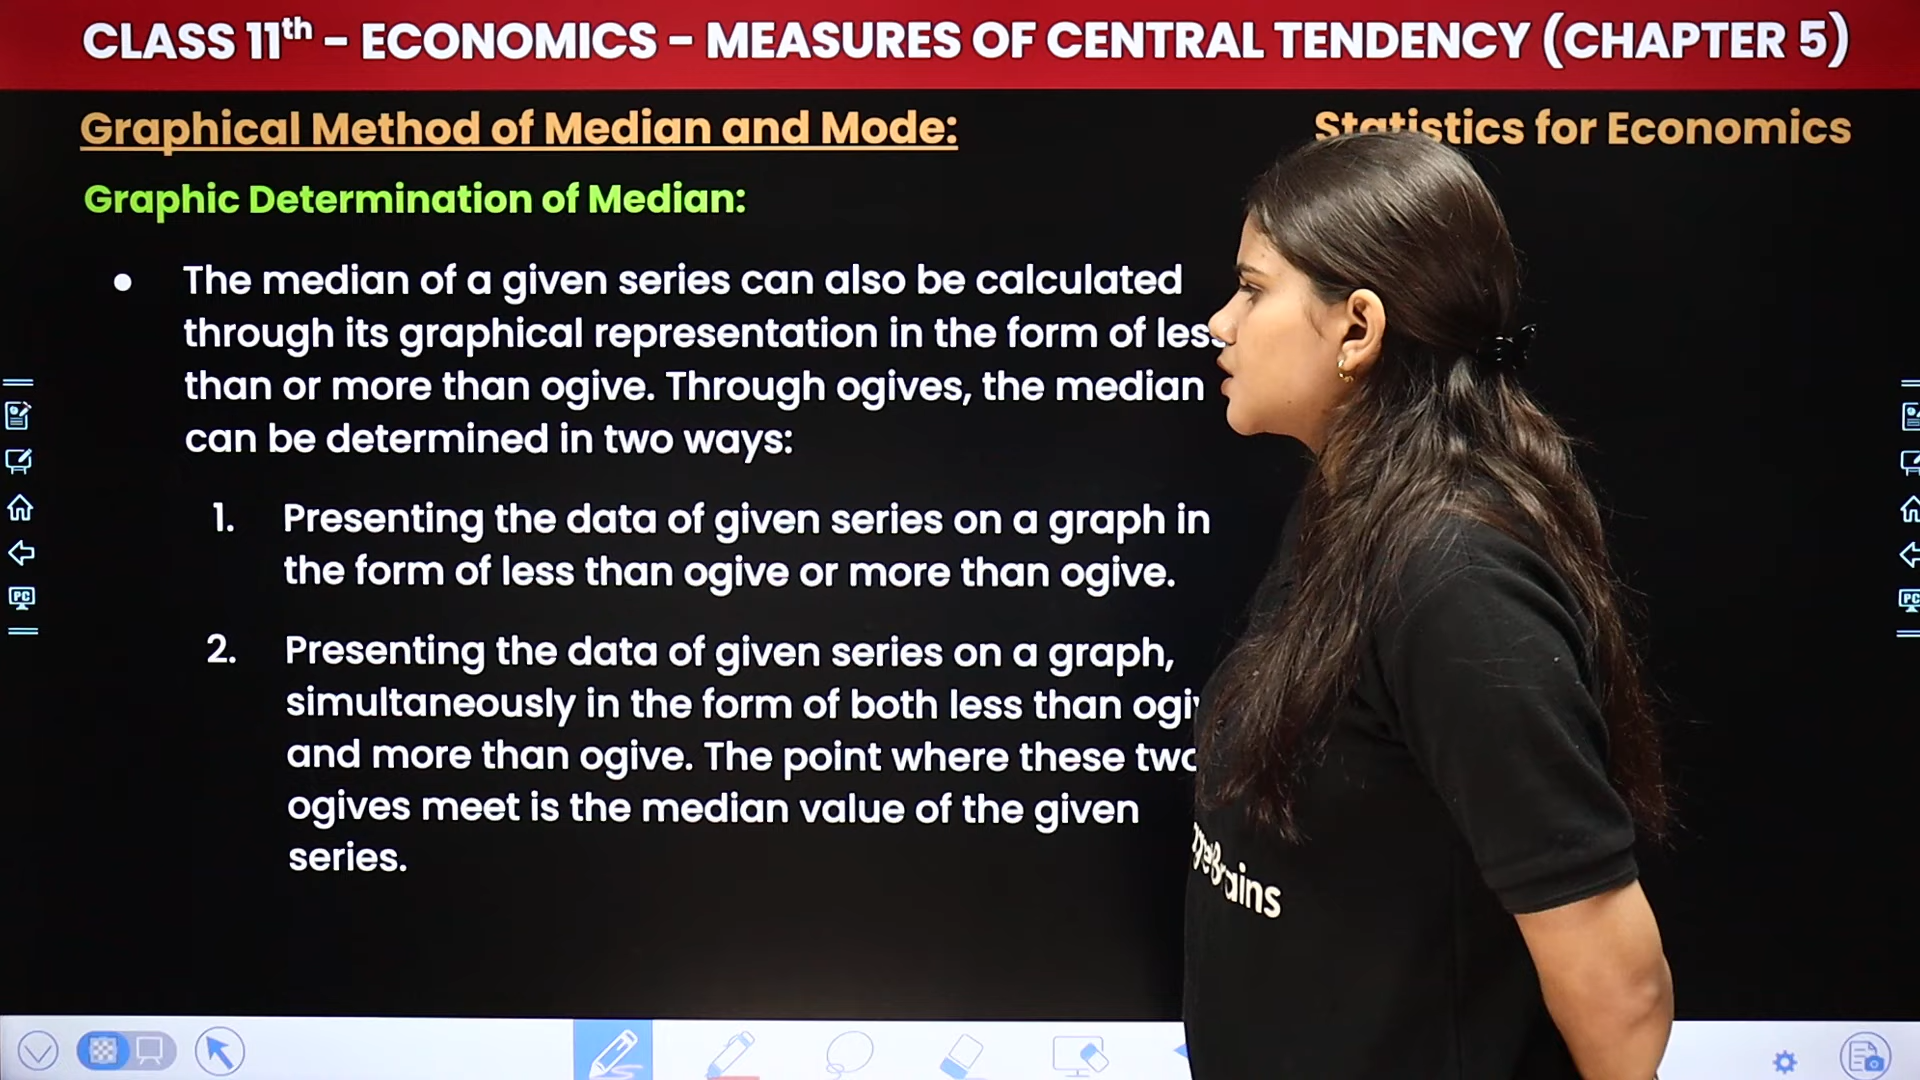 CLASS 11th - ECONOMICS - MEASURES OF CENTRAL TENDENCY (CHAPTER 5)
Graphical Method of Median and Mode: Statistics for Economics
Graphic Determination of Median:
• The median of a given series can also be calculated
through its graphical representation in the form of less
than or more than ogive. Through ogives, the median
can be determined in two ways:
1. Presenting the data of given series on a graph in
the form of less than ogive or more than ogive.
2. Presenting the data of given series on a graph,
simultaneously in the form of both less than
and more than ogive. The point where these two
ogives meet is the median value of the given
series.
Brains
PC
PC